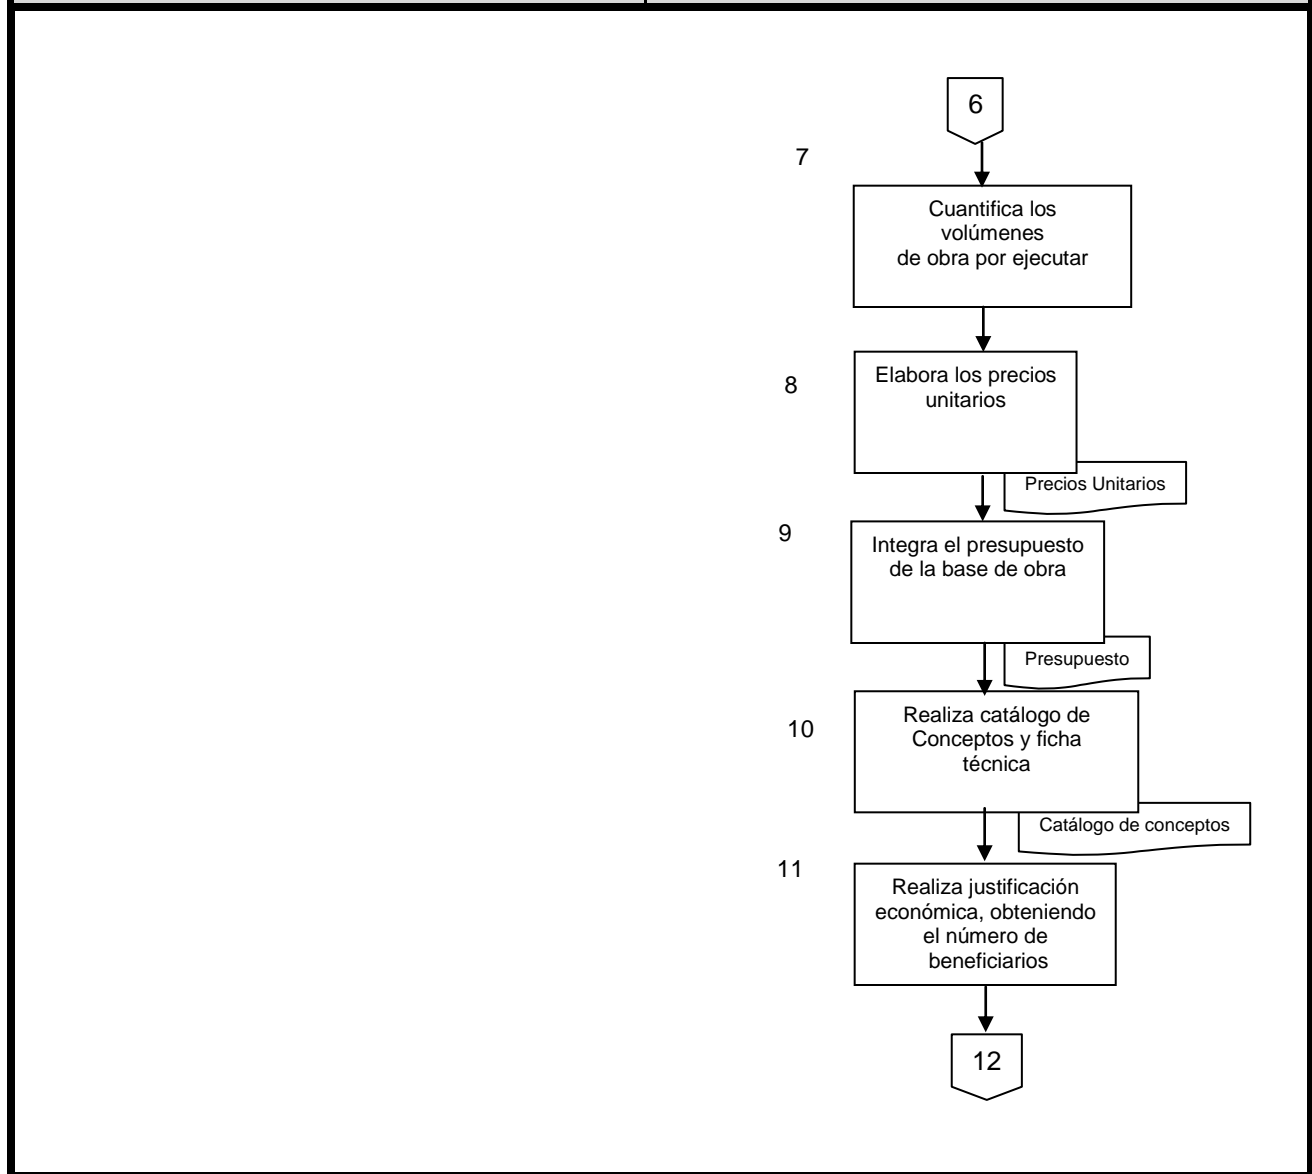 6
7
Cuantifica los
volúmenes
de obra por ejecutar
8
Elabora los precios
unitarios
Precios Unitarios
9
Integra el presupuesto
de la base de obra
Presupuesto
10
Realiza catálogo de
Conceptos y ficha
técnica
Catálogo de conceptos
11
Realiza justificación
económica, obteniendo
el número de
beneficiarios
12